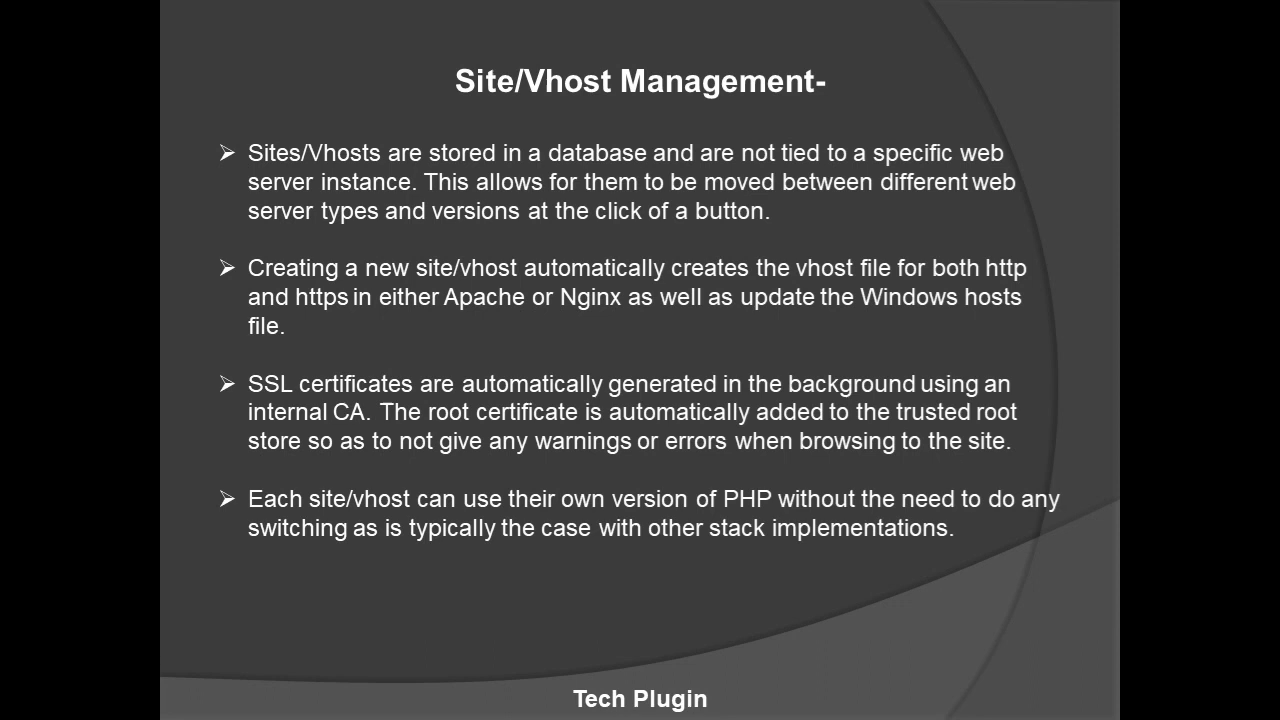 Site/Vhost Management-
➢ Sites/Vhosts are stored in a database and are not tied to a specific web
server instance. This allows for them to be moved between different web
server types and versions at the click of a button.
➢ Creating a new site/vhost automatically creates the vhost file for both http
and https in either Apache or Nginx as well as update the Windows hosts
file.
➢ SSL certificates are automatically generated in the background using an
internal CA. The root certificate is automatically added to the trusted root
store so as to not give any warnings or errors when browsing to the site.
➢ Each site/vhost can use their own version of PHP without the need to do any
switching as is typically the case with other stack implementations.
Tech Plugin